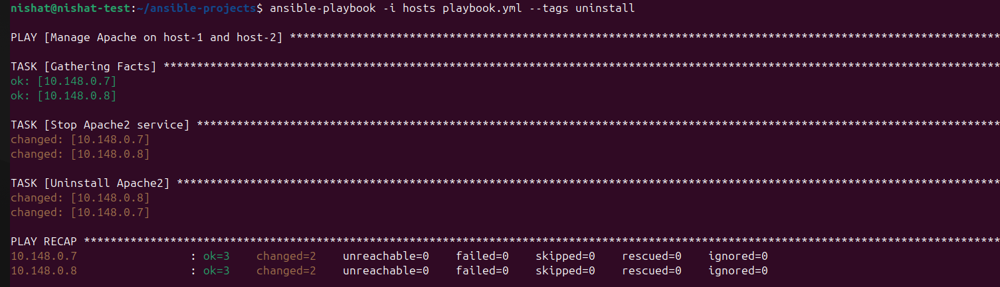 nishat@nishat-test:~/ansible-projects$ ansible-playbook -i hosts playbook.yml --tags uninstall
PLAY [Manage Apache on host-1 and host-2] ***********************************************************************************************************
TASK [Gathering Facts] ******************************************************************************************************************************
ok: [10.148.0.7]
ok: [10.148.0.8]
TASK [Stop Apache2 service] *************************************************************************************************************************
changed: [10.148.0.7]
changed: [10.148.0.8]
TASK [Uninstall Apache2] ****************************************************************************************************************************
changed: [10.148.0.8]
changed: [10.148.0.7]
PLAY RECAP ******************************************************************************************************************************************
10.148.0.7                 : ok=3    changed=2    unreachable=0    failed=0    skipped=0    rescued=0    ignored=0
10.148.0.8                 : ok=3    changed=2    unreachable=0    failed=0    skipped=0    rescued=0    ignored=0